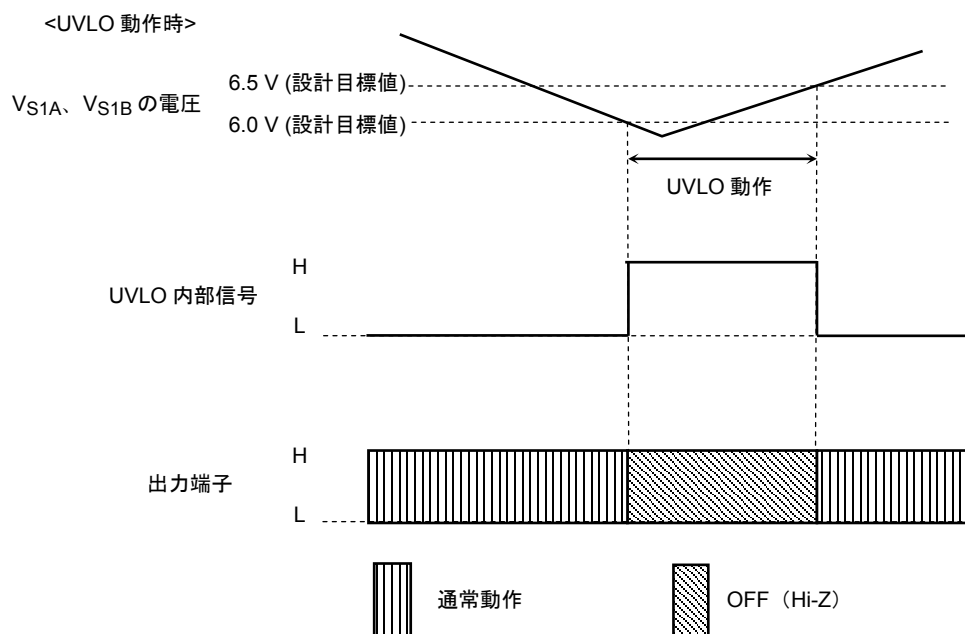 <UVLO 動作時>
6.5 V (設計目標値)
VS1A、VS1B の電圧
6.0 V (設計目標値)
UVLO 動作
H
UVLO 内部信号
L
H
出力端子
L
通常動作
OFF（Hi-Z）